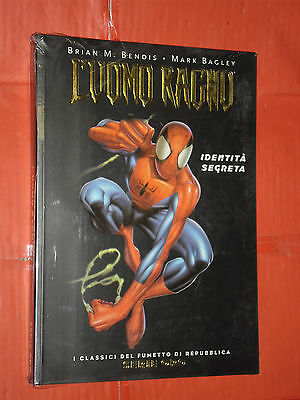 BRIAN M. BENDIS • MARK BAGLEY
L'UOMO RAGNO
IDENTITÀ
SEGRETA
I CLASSICI DEL FUMETTO DI REPUBBLICA